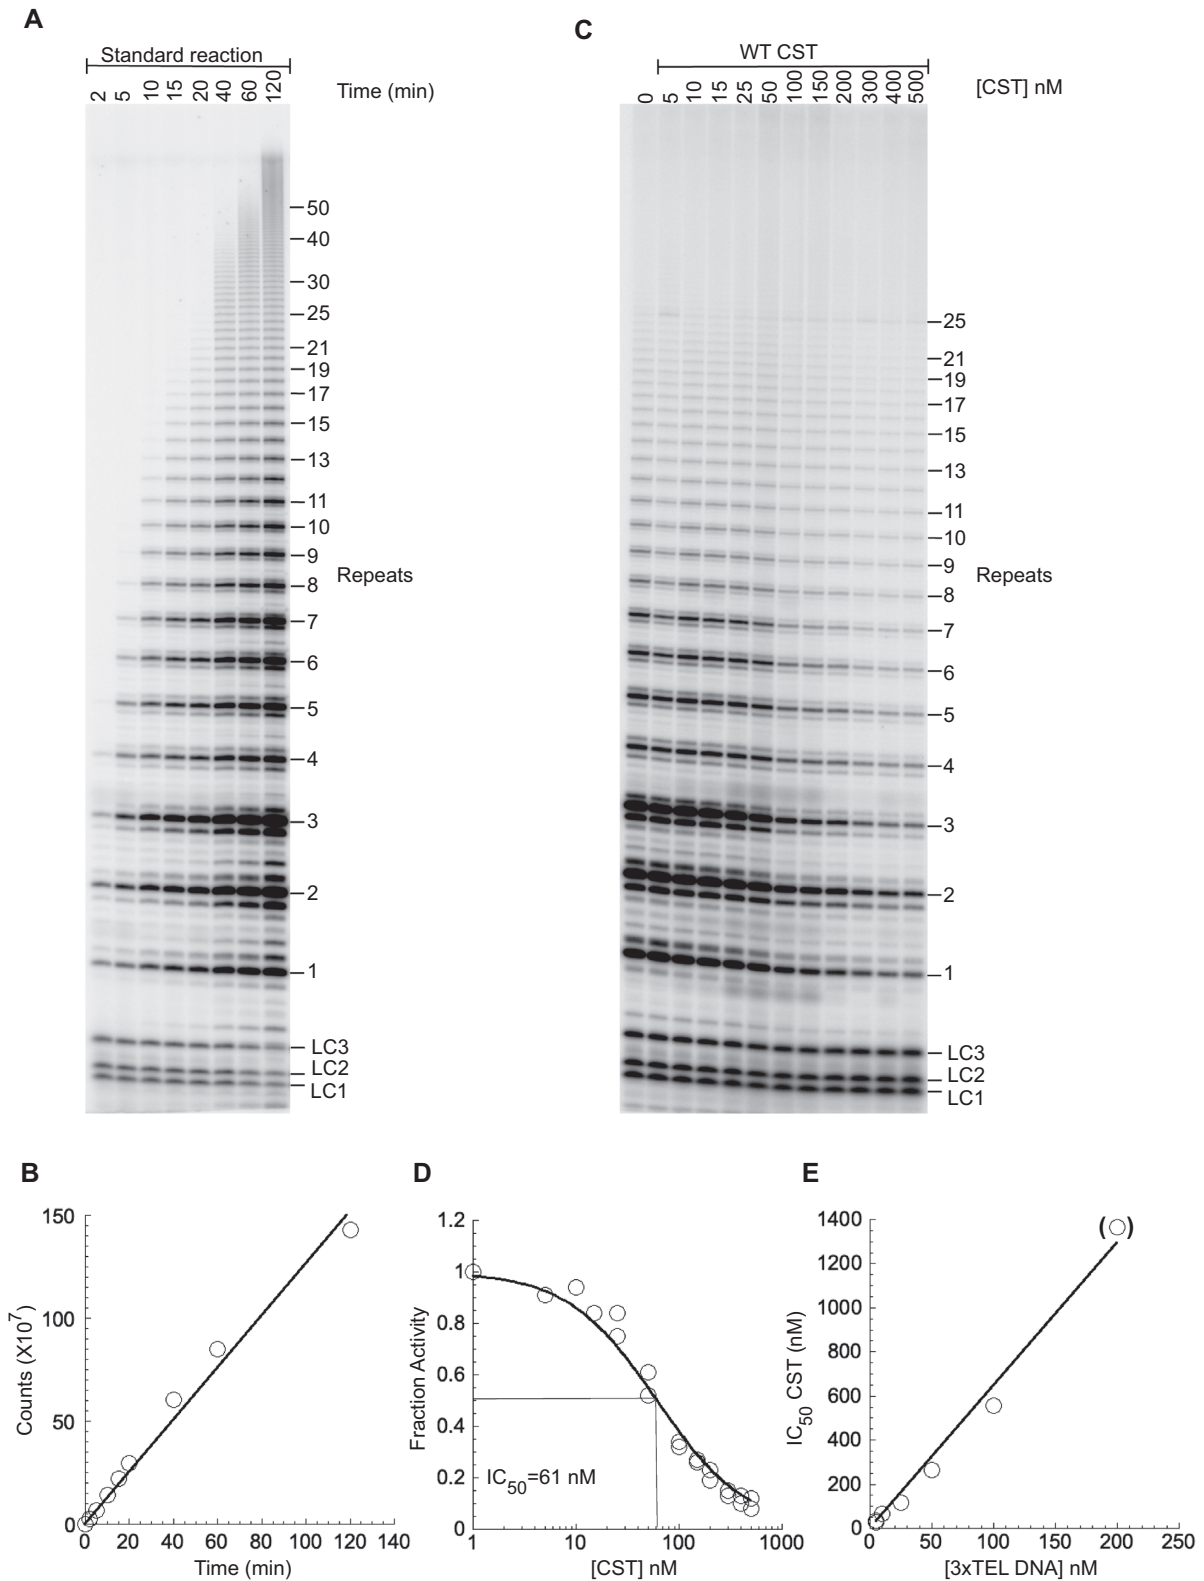 A
Standard reaction
2 5 10 15 20 40 60 120
Time (min)
50
40
30
25
21
19
17
15
13
11
10
9
8
Repeats
7
6
5
4
3
2
1
LC3
LC2
LC1
C
WT CST
0 5 10 15 25 50 100 150 200 300 400 500
[CST] nM
25
21
19
17
15
13
11
10
9
8
Repeats
7
6
5
4
3
2
1
LC3
LC2
LC1
B
150
100
50
0
Counts (X10⁷)
0 20 40 60 80 100 120 140
Time (min)
D
1.2
1
0.8
0.6
0.4
0.2
0
Fraction Activity
IC₅₀=61 nM
1 10 100 1000
[CST] nM
E
1400
1200
1000
800
600
400
200
0
IC₅₀ CST (nM)
( )
0 50 100 150 200 250
[3xTEL DNA] nM